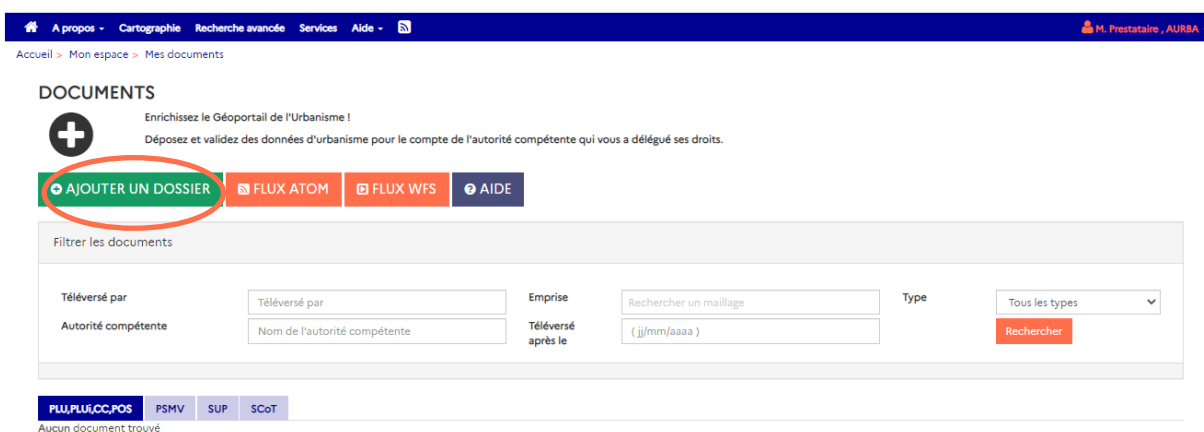 A propos Cartographie Recherche avancée Services Aide M. Prestataire , AURBA
Accueil > Mon espace > Mes documents
DOCUMENTS
Enrichissez le Géoportail de l'Urbanisme !
Déposez et validez des données d'urbanisme pour le compte de l'autorité compétente qui vous a délégué ses droits.
AJOUTER UN DOSSIER FLUX ATOM FLUX WFS AIDE
Filtrer les documents
Téléversé par Téléversé par Emprise Rechercher un maillage Type Tous les types
Autorité compétente Nom de l'autorité compétente Téléversé après le ( jj/mm/aaaa ) Rechercher
PLU,PLUi,CC,POS PSMV SUP SCoT
Aucun document trouvé